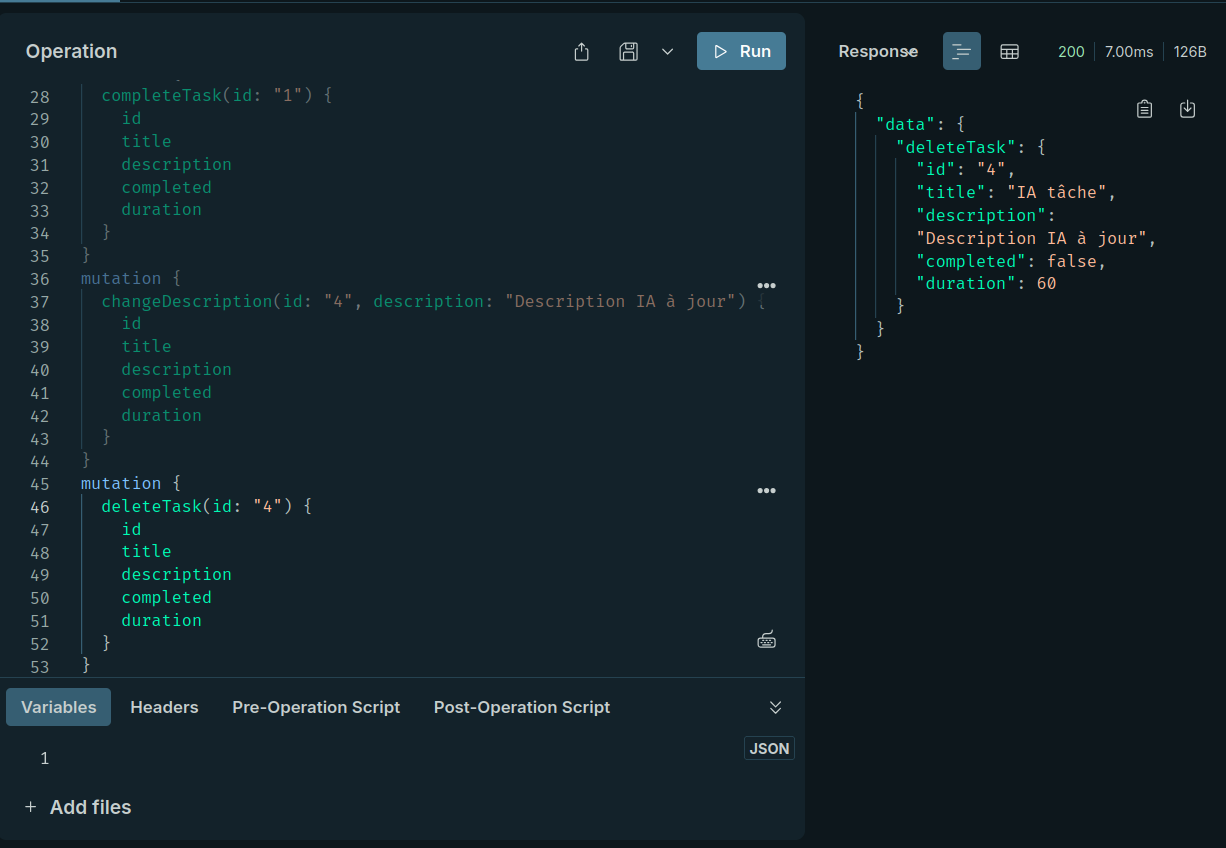 Operation
Run
28 completeTask(id: "1") {
29 id
30 title
31 description
32 completed
33 duration
34 }
35 }
36 mutation {
37 changeDescription(id: "4", description: "Description IA à jour") {
38 id
39 title
40 description
41 completed
42 duration
43 }
44 }
45 mutation {
46 deleteTask(id: "4") {
47 id
48 title
49 description
50 completed
51 duration
52 }
53 }
Variables Headers Pre-Operation Script Post-Operation Script
JSON
1
+ Add files
Response 200 7.00ms 126B
{
"data": {
"deleteTask": {
"id": "4",
"title": "IA tâche",
"description":
"Description IA à jour",
"completed": false,
"duration": 60
}
}
}